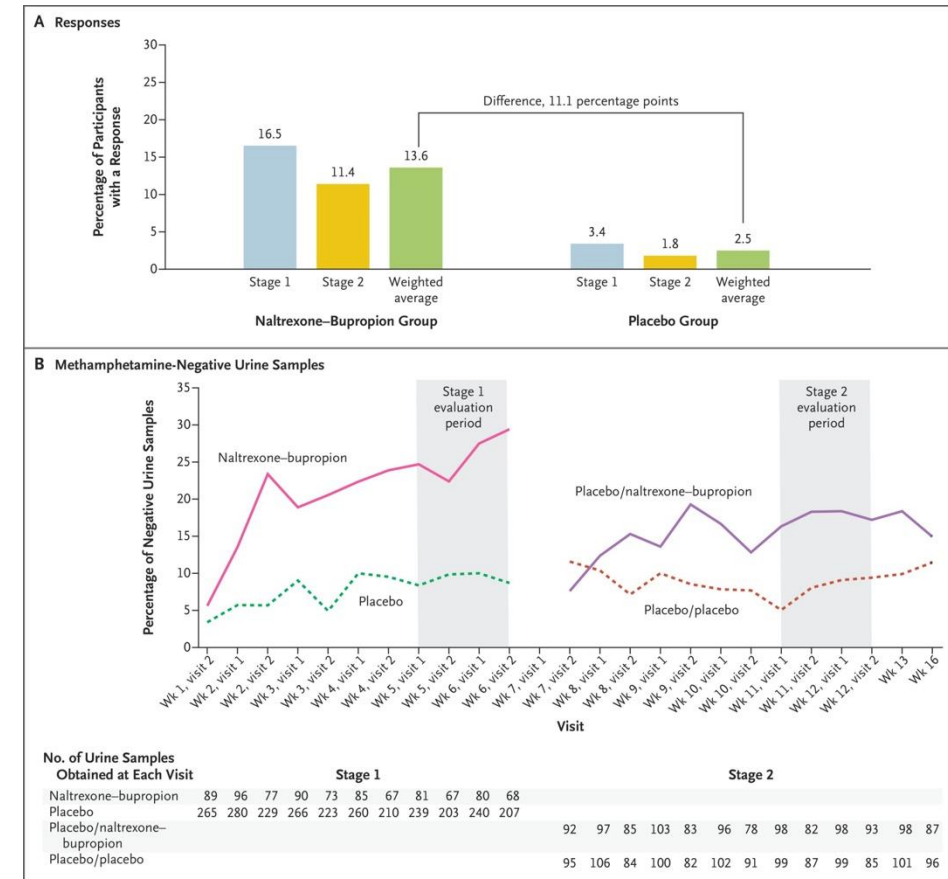 A Responses
Percentage of Participants
with a Response
30
25
20
15
10
5
0
Difference, 11.1 percentage points
16.5
11.4
13.6
3.4
1.8
2.5
Stage 1
Stage 2
Weighted
average
Stage 1
Stage 2
Weighted
average
Naltrexone–Bupropion Group
Placebo Group
B Methamphetamine-Negative Urine Samples
Percentage of Negative Urine Samples
35
30
25
20
15
10
5
0
Stage 1
evaluation
period
Stage 2
evaluation
period
Naltrexone–bupropion
Placebo
Placebo/naltrexone–bupropion
Placebo/placebo
Wk 1, visit 2
Wk 2, visit 1
Wk 2, visit 2
Wk 3, visit 1
Wk 3, visit 2
Wk 4, visit 1
Wk 4, visit 2
Wk 5, visit 1
Wk 5, visit 2
Wk 6, visit 1
Wk 6, visit 2
Wk 7, visit 1
Wk 7, visit 2
Wk 8, visit 1
Wk 8, visit 2
Wk 9, visit 1
Wk 9, visit 2
Wk 10, visit 1
Wk 10, visit 2
Wk 11, visit 1
Wk 11, visit 2
Wk 12, visit 1
Wk 12, visit 2
Wk 13
Wk 16
Visit
No. of Urine Samples
Obtained at Each Visit Stage 1 Stage 2
Naltrexone–bupropion 89 96 77 90 73 85 67 81 67 80 68
Placebo 265 280 229 266 223 260 210 239 203 240 207
Placebo/naltrexone– 92 97 85 103 83 96 78 98 82 98 93 98 87
bupropion
Placebo/placebo 95 106 84 100 82 102 91 99 87 99 85 101 96